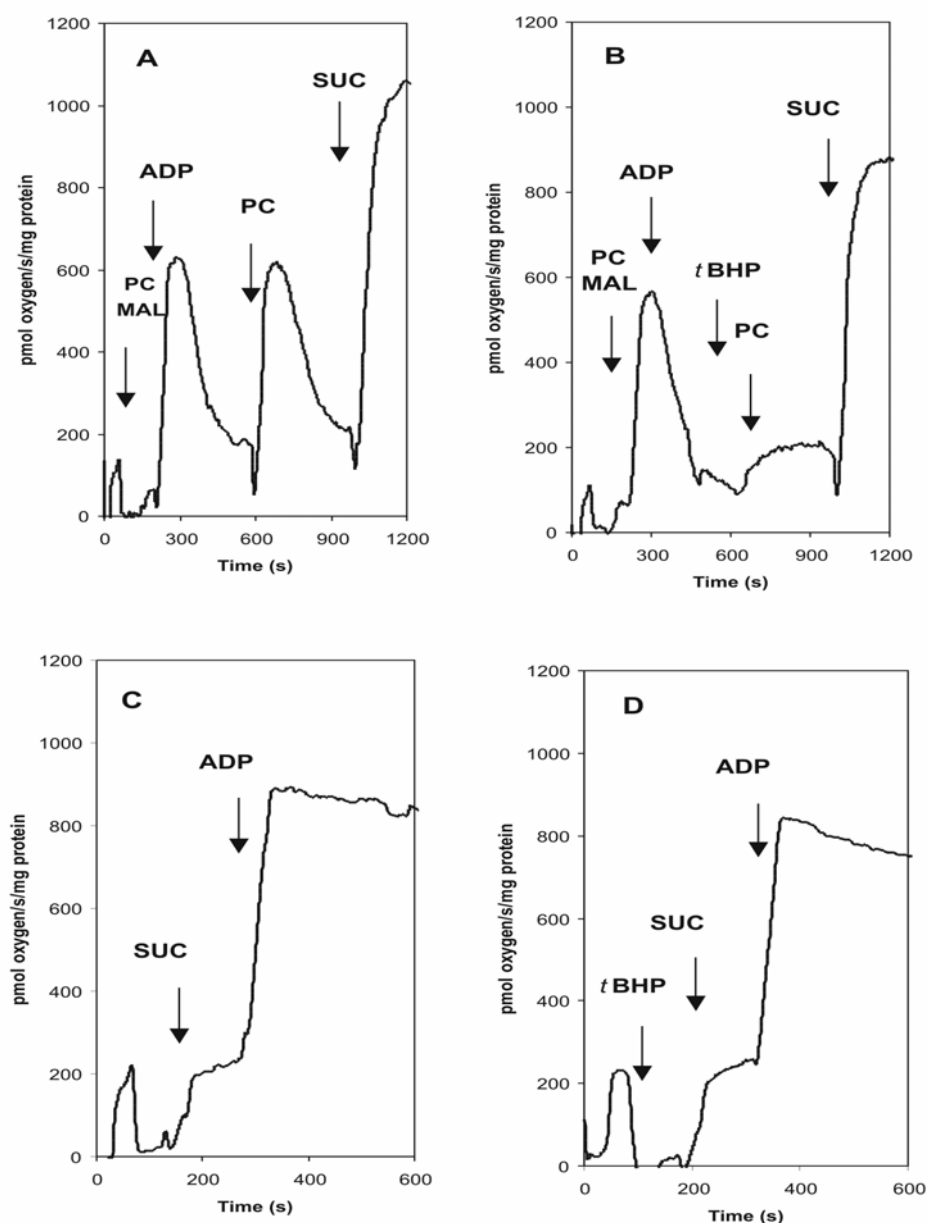 A
pmol oxygen/s/mg protein
1200
1000
800
600
400
200
0
PC
MAL
ADP
PC
SUC
0 300 600 900 1200
Time (s)
B
pmol oxygen/s/mg protein
1200
1000
800
600
400
200
0
PC
MAL
ADP
t BHP
PC
SUC
0 300 600 900 1200
Time (s)
C
pmol oxygen/s/mg protein
1200
1000
800
600
400
200
0
SUC
ADP
0 200 400 600
Time (s)
D
pmol oxygen/s/mg protein
1200
1000
800
600
400
200
0
t BHP
SUC
ADP
0 200 400 600
Time (s)